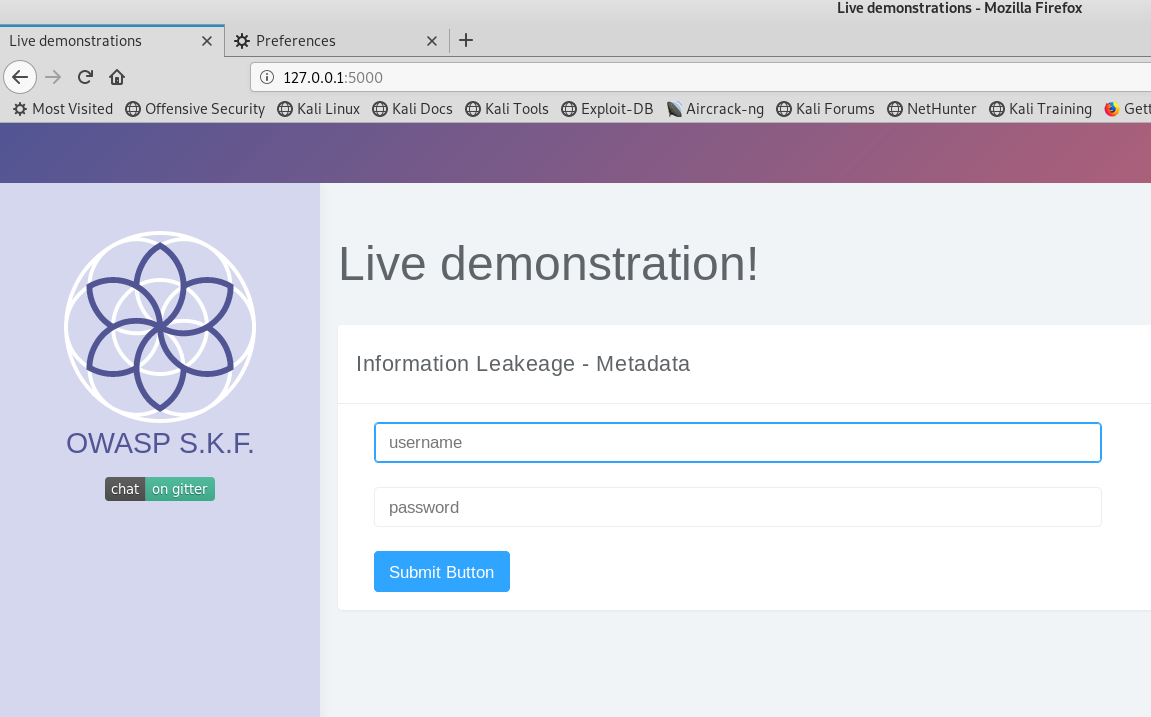 Live demonstrations - Mozilla Firefox
Live demonstrations Preferences
127.0.0.1:5000
Most Visited Offensive Security Kali Linux Kali Docs Kali Tools Exploit-DB Aircrack-ng Kali Forums NetHunter Kali Training Gett
Live demonstration!
Information Leakeage - Metadata
username
password
Submit Button
OWASP S.K.F.
chat on gitter